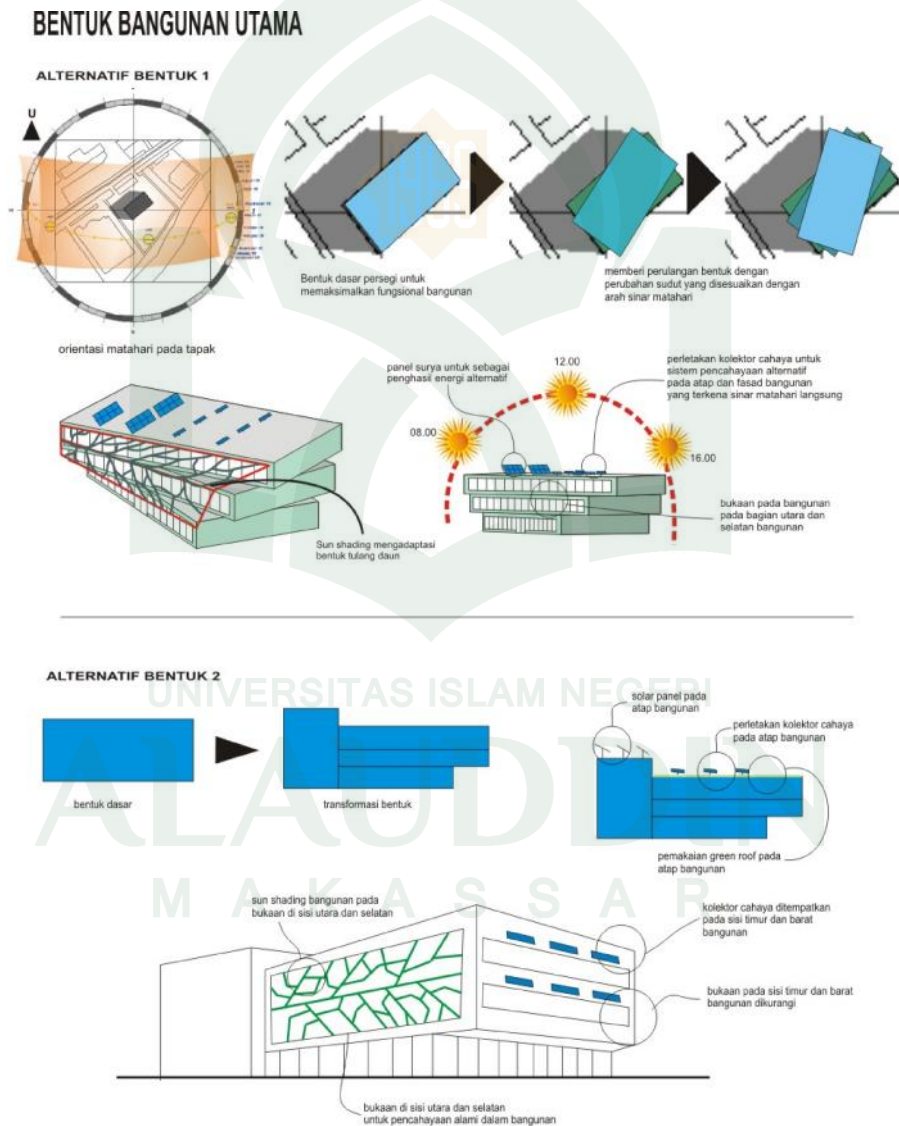 BENTUK BANGUNAN UTAMA
ALTERNATIF BENTUK 1
U
orientasi matahari pada tapak
Bentuk dasar persegi untuk
memaksimalkan fungsional bangunan
memberi perulangan bentuk dengan
perubahan sudut yang disesuaikan dengan
arah sinar matahari
Sun shading mengadaptasi
bentuk tulang daun
panel surya untuk sebagai
penghasil energi alternatif
12.00
08.00
16.00
perletakan kolektor cahaya untuk
sistem pencahayaan alternatif
pada atap dan fasad bangunan
yang terkena sinar matahari langsung
bukaan pada bangunan
pada bagian utara dan
selatan bangunan
ALTERNATIF BENTUK 2
UNIVERSITAS ISLAM NEGERI
ALAUDDIN
MAKASSAR
bentuk dasar
transformasi bentuk
solar panel pada
atap bangunan
perletakan kolektor cahaya
pada atap bangunan
pemakaian green roof pada
atap bangunan
sun shading bangunan pada
bukaan di sisi utara dan selatan
kolektor cahaya ditempatkan
pada sisi timur dan barat
bangunan
bukaan pada sisi timur dan barat
bangunan dikurangi
bukaan di sisi utara dan selatan
untuk pencahayaan alami dalam bangunan